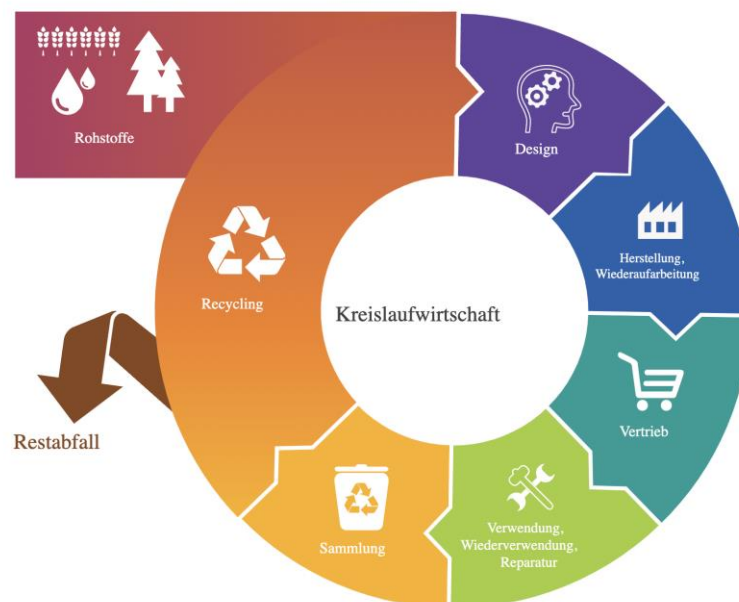 Rohstoffe
Design
Herstellung,
Wiederaufarbeitung
Vertrieb
Verwendung,
Wiederverwendung,
Reparatur
Sammlung
Recycling
Kreislaufwirtschaft
Restabfall